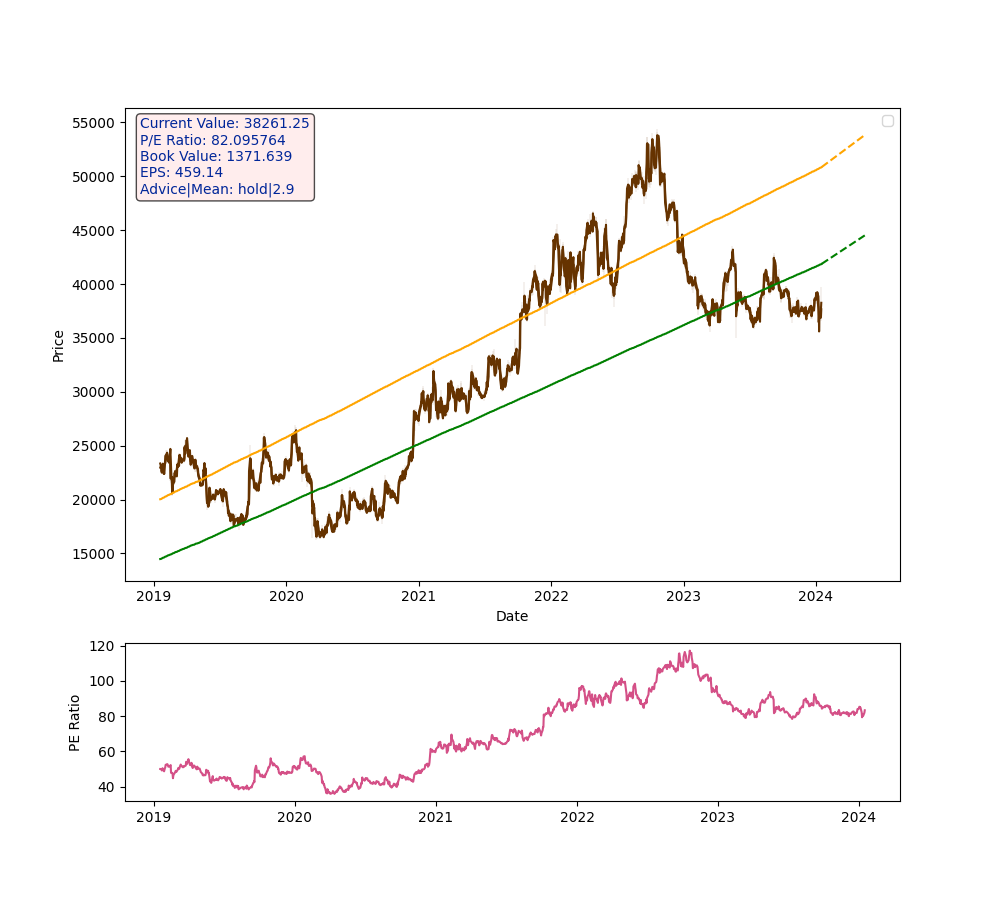 55000
50000
45000
40000
35000
30000
25000
20000
15000
Price
Current Value: 38261.25
P/E Ratio: 82.095764
Book Value: 1371.639
EPS: 459.14
Advice|Mean: hold|2.9
2019 2020 2021 2022 2023 2024
Date
120
100
80
60
40
PE Ratio
2019 2020 2021 2022 2023 2024